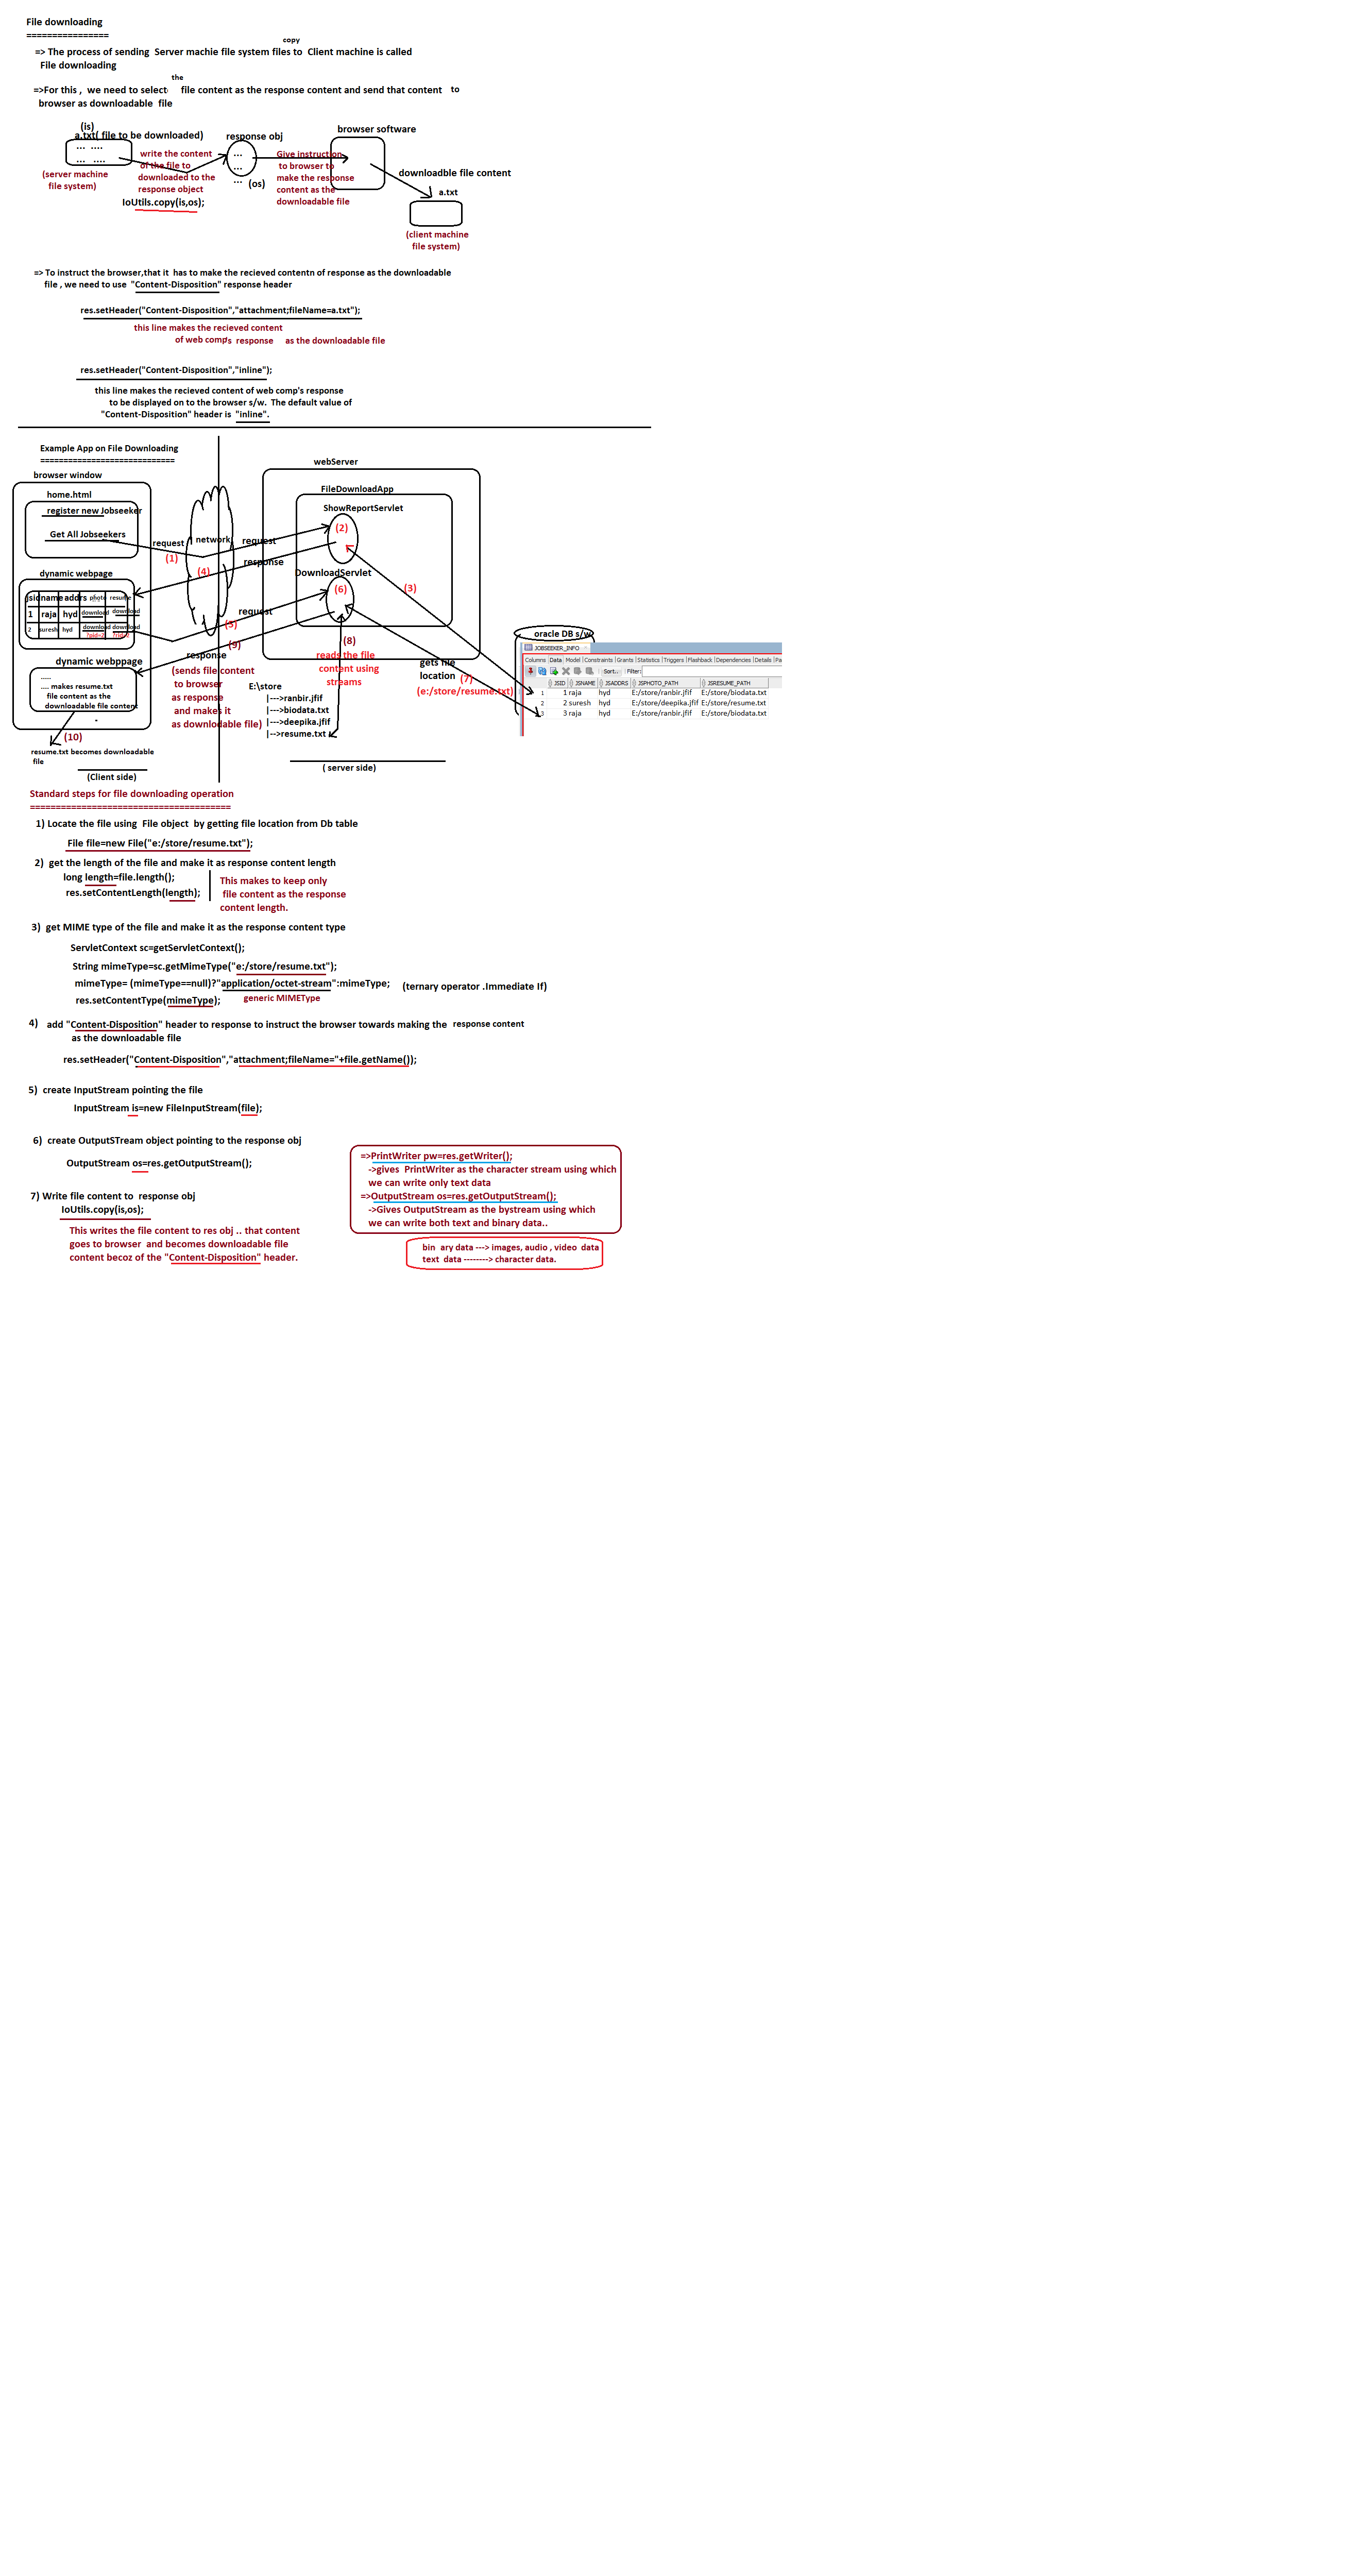 File downloading
================
copy
=> The process of sending  Server machie file system files to  Client machine is called
File downloading
the
=>For this ,  we need to select      file content as the response content and send that content   to
browser as downloadable  file
(is)
a.txt( file to be downloaded)
response obj
browser software
...  ....
...   ....
(server machine
file system)
write the content
of the file to
downloaded to the
response object
IoUtils.copy(is,os);
...
...
...  (os)
Give instruction
to browser to
make the response
content as the
downloadable file
downloadble file content
a.txt
(client machine
file system)
=> To instruct the browser,that it  has to make the recieved contentn of response as the downloadable
file , we need to use  "Content-Disposition" response header
res.setHeader("Content-Disposition","attachment;fileName=a.txt");
this line makes the recieved content
of web comp's  response     as the downloadable file
res.setHeader("Content-Disposition","inline");
this line makes the recieved content of web comp's response
to be displayed on to the browser s/w.  The default value of
"Content-Disposition" header is  "inline".
Example App on File Downloading
=============================
browser window
home.html
register new Jobseeker
Get All Jobseekers
request
(1)
network
(4)
request
response
webServer
FileDownloadApp
ShowReportServlet
(2)
DownloadServlet
(6)
(3)
dynamic webpage
jsid name addrs photo resume
1 raja hyd download download
2 suresh hyd download download
?pid=2 ?rid=2
request
(5)
(9)
response
(sends file content
to browser
as response
and makes it
as downlodable file)
dynamic webppage
.....
.... makes resume.txt
file content as the
downloadable file content
.
(10)
resume.txt becomes downloadable
file
(Client side)
E:\store
|--->ranbir.jfif
|--->biodata.txt
|--->deepika.jfif
|-->resume.txt
(8)
reads the file
content using
streams
gets file
location (7)
(e:/store/resume.txt)
( server side)
oracle DB s/w
JOBSEEKER_INFO
Columns Data Model Constraints Grants Statistics Triggers Flashback Dependencies Details Pa
Sort.. Filter:
JSID JSNAME JSADDRS JSPHOTO_PATH JSRESUME_PATH
1 1 raja hyd E:/store/ranbir.jfif E:/store/biodata.txt
2 2 suresh hyd E:/store/deepika.jfif E:/store/resume.txt
3 3 raja hyd E:/store/ranbir.jfif E:/store/biodata.txt
Standard steps for file downloading operation
=======================================
1) Locate the file using  File object  by getting file location from Db table
File file=new File("e:/store/resume.txt");
2)  get the length of the file and make it as response content length
long length=file.length();
res.setContentLength(length);
This makes to keep only
file content as the response
content length.
3)  get MIME type of the file and make it as the response content type
ServletContext sc=getServletContext();
String mimeType=sc.getMimeType("e:/store/resume.txt");
mimeType= (mimeType==null)?"application/octet-stream":mimeType;    (ternary operator .Immediate If)
res.setContentType(mimeType);       generic MIMEType
4)   add "Content-Disposition" header to response to instruct the browser towards making the  response content
as the downloadable file
res.setHeader("Content-Disposition","attachment;fileName="+file.getName());
5)  create InputStream pointing the file
InputStream is=new FileInputStream(file);
6)  create OutputSTream object pointing to the response obj
OutputStream os=res.getOutputStream();
7) Write file content to  response obj
IoUtils.copy(is,os);
This writes the file content to res obj .. that content
goes to browser  and becomes downloadable file
content becoz of the "Content-Disposition" header.
=>PrintWriter pw=res.getWriter();
->gives  PrintWriter as the character stream using which
we can write only text data
=>OutputStream os=res.getOutputStream();
->Gives OutputStream as the bystream using which
we can write both text and binary data..
bin  ary data ---> images, audio , video  data
text  data --------> character data.